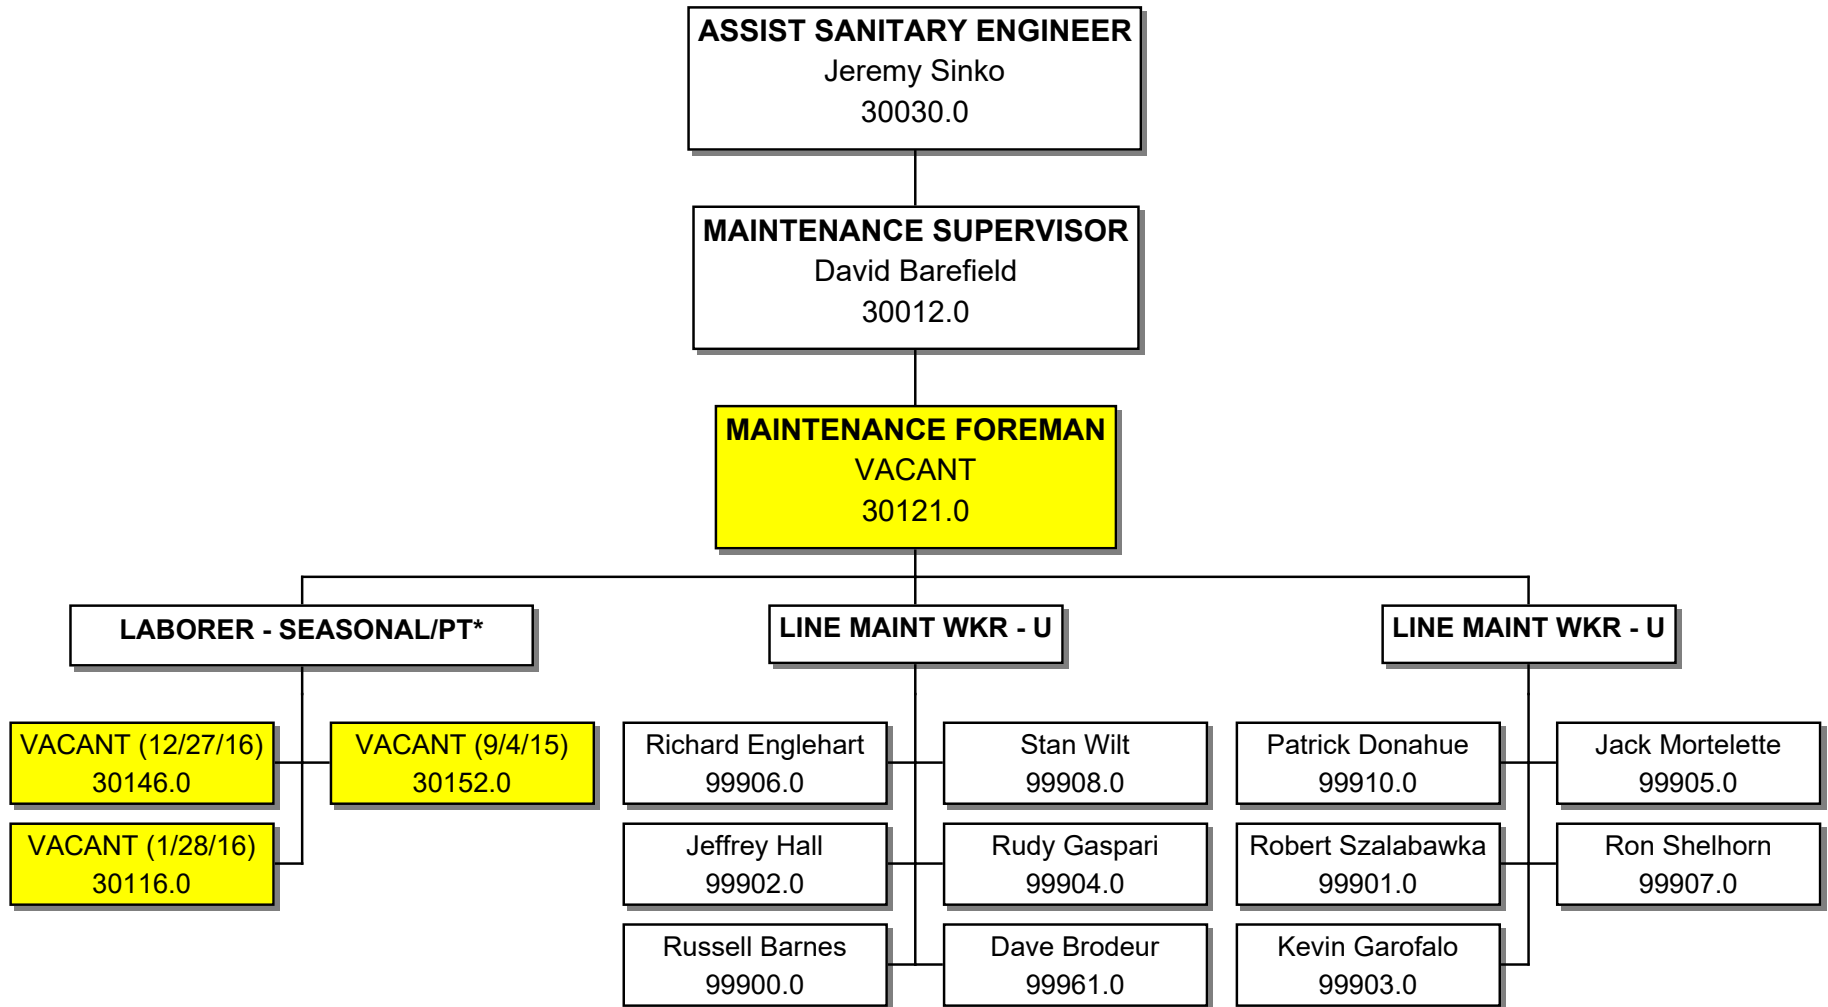 ASSIST SANITARY ENGINEER
Jeremy Sinko
30030.0
MAINTENANCE SUPERVISOR
David Barefield
30012.0
MAINTENANCE FOREMAN
VACANT
30121.0
LABORER - SEASONAL/PT*
VACANT (12/27/16)
30146.0
VACANT (9/4/15)
30152.0
VACANT (1/28/16)
30116.0
LINE MAINT WKR - U
Richard Englehart
99906.0
Stan Wilt
99908.0
Jeffrey Hall
99902.0
Rudy Gaspari
99904.0
Russell Barnes
99900.0
Dave Brodeur
99961.0
LINE MAINT WKR - U
Patrick Donahue
99910.0
Jack Mortelette
99905.0
Robert Szalabawka
99901.0
Ron Shelhorn
99907.0
Kevin Garofalo
99903.0